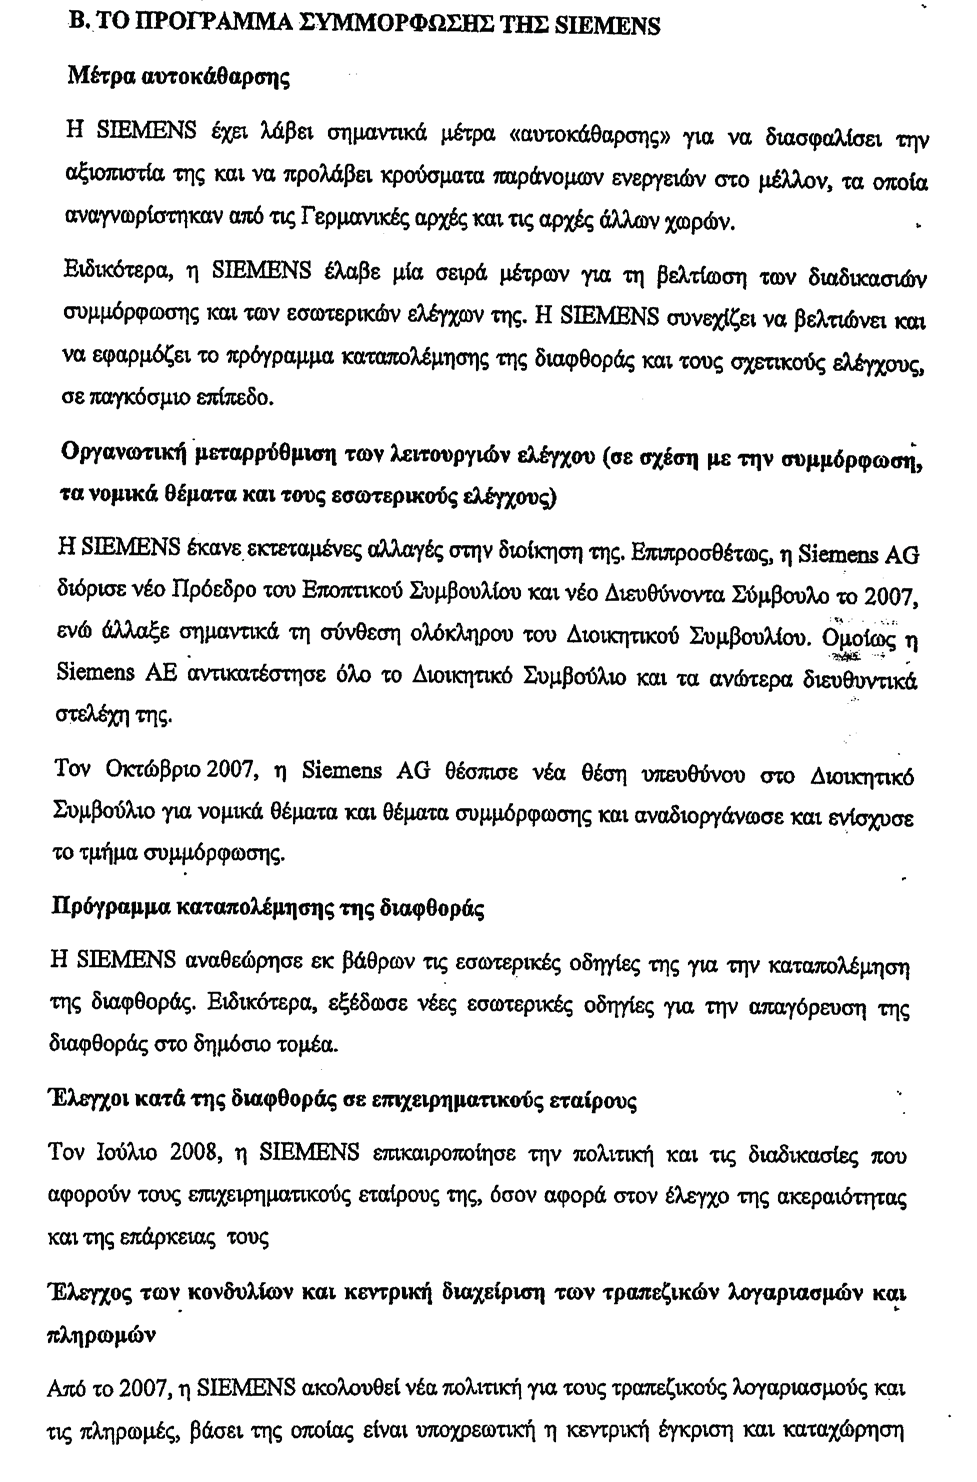 Β. ΤΟ ΠΡΟΓΡΑΜΜΑ ΣΥΜΜΟΡΦΩΣΗΣ ΤΗΣ SIEMENS
Μέτρα αυτοκάθαρσης
Η SIEMENS έχει λάβει σημαντικά μέτρα «αυτοκάθαρσης» για να διασφαλίσει την
αξιοπιστία της και να προλάβει κρούσματα παράνομων ενεργειών στο μέλλον, τα οποία
αναγνωρίστηκαν από τις Γερμανικές αρχές και τις αρχές άλλων χωρών.
Ειδικότερα, η SIEMENS έλαβε μία σειρά μέτρων για τη βελτίωση των διαδικασιών
συμμόρφωσης και των εσωτερικών ελέγχων της. Η SIEMENS συνεχίζει να βελτιώνει και
να εφαρμόζει το πρόγραμμα καταπολέμησης της διαφθοράς και τους σχετικούς ελέγχους,
σε παγκόσμιο επίπεδο.
Οργανωτική μεταρρύθμιση των λειτουργιών ελέγχου (σε σχέση με την συμμόρφωση,
τα νομικά θέματα και τους εσωτερικούς ελέγχους)
Η SIEMENS έκανε εκτεταμένες αλλαγές στην διοίκηση της. Επιπροσθέτως, η Siemens AG
διόρισε νέο Πρόεδρο του Εποπτικού Συμβουλίου και νέο Διευθύνοντα Σύμβουλο το 2007,
ενώ άλλαξε σημαντικά τη σύνθεση ολόκληρου του Διοικητικού Συμβουλίου. Ομοίως η
Siemens AE αντικατέστησε όλο το Διοικητικό Συμβούλιο και τα ανώτερα διευθυντικά
στελέχη της.
Τον Οκτώβριο 2007, η Siemens AG θέσπισε νέα θέση υπευθύνου στο Διοικητικό
Συμβούλιο για νομικά θέματα και θέματα συμμόρφωσης και αναδιοργάνωσε και ενίσχυσε
το τμήμα συμμόρφωσης.
Πρόγραμμα καταπολέμησης της διαφθοράς
Η SIEMENS αναθεώρησε εκ βάθρων τις εσωτερικές οδηγίες της για την καταπολέμηση
της διαφθοράς. Ειδικότερα, εξέδωσε νέες εσωτερικές οδηγίες για την απαγόρευση της
διαφθοράς στο δημόσιο τομέα.
Έλεγχοι κατά της διαφθοράς σε επιχειρηματικούς εταίρους
Τον Ιούλιο 2008, η SIEMENS επικαιροποίησε την πολιτική και τις διαδικασίες που
αφορούν τους επιχειρηματικούς εταίρους της, όσον αφορά στον έλεγχο της ακεραιότητας
και της επάρκειας τους
Έλεγχος των κονδυλίων και κεντρική διαχείριση των τραπεζικών λογαριασμών και
πληρωμών
Από το 2007, η SIEMENS ακολουθεί νέα πολιτική για τους τραπεζικούς λογαριασμούς και
τις πληρωμές, βάσει της οποίας είναι υποχρεωτική η κεντρική έγκριση και καταχώρηση